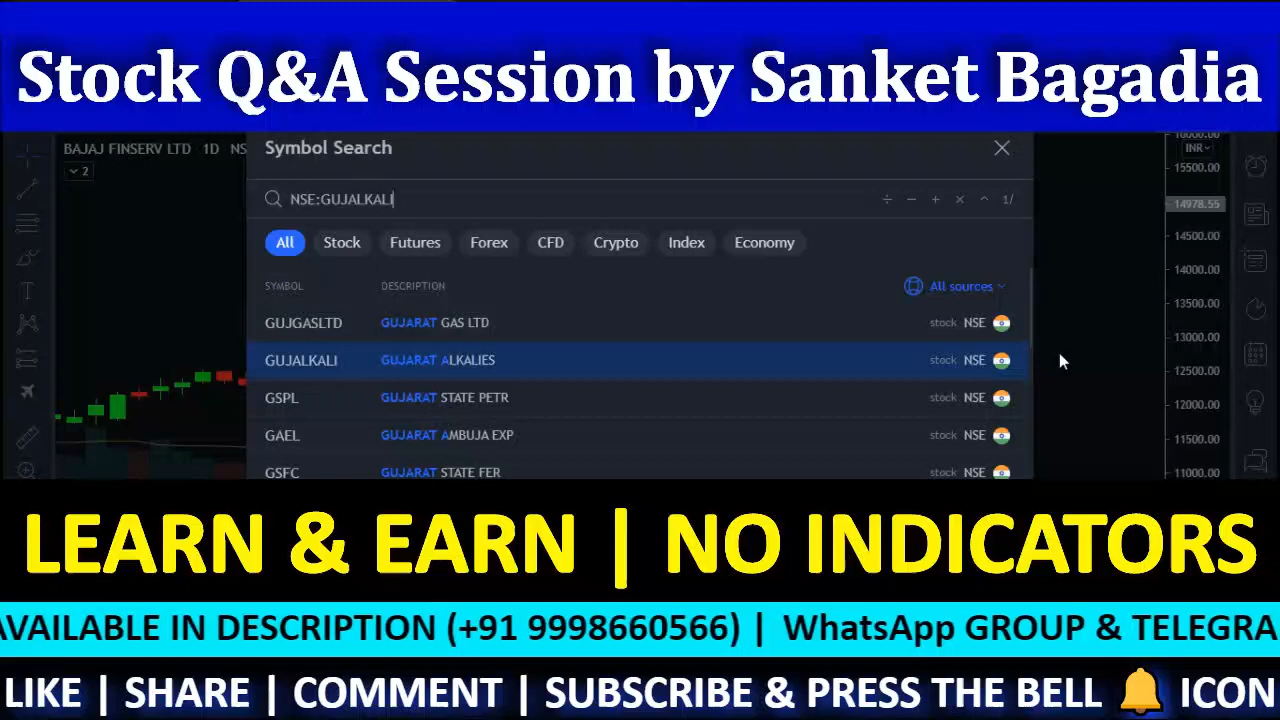 Stock Q&A Session by Sanket Bagadia
BAJAJ FINSERV LTD 1D NS
2
Symbol Search
INR
NSE:GUJALKALI
1/
All Stock Futures Forex CFD Crypto Index Economy
SYMBOL DESCRIPTION All sources
GUJGASLTD GUJARAT GAS LTD stock NSE
GUJALKALI GUJARAT ALKALIES stock NSE
GSPL GUJARAT STATE PETR stock NSE
GAEL GUJARAT AMBUJA EXP stock NSE
GSFC GUJARAT STATE FER stock NSE
16000.00
15500.00
14978.55
14500.00
14000.00
13500.00
13000.00
12500.00
12000.00
11500.00
11000.00
LEARN & EARN | NO INDICATORS
AVAILABLE IN DESCRIPTION (+91 9998660566) | WhatsApp GROUP & TELEGRA
LIKE | SHARE | COMMENT | SUBSCRIBE & PRESS THE BELL 🔔 ICON